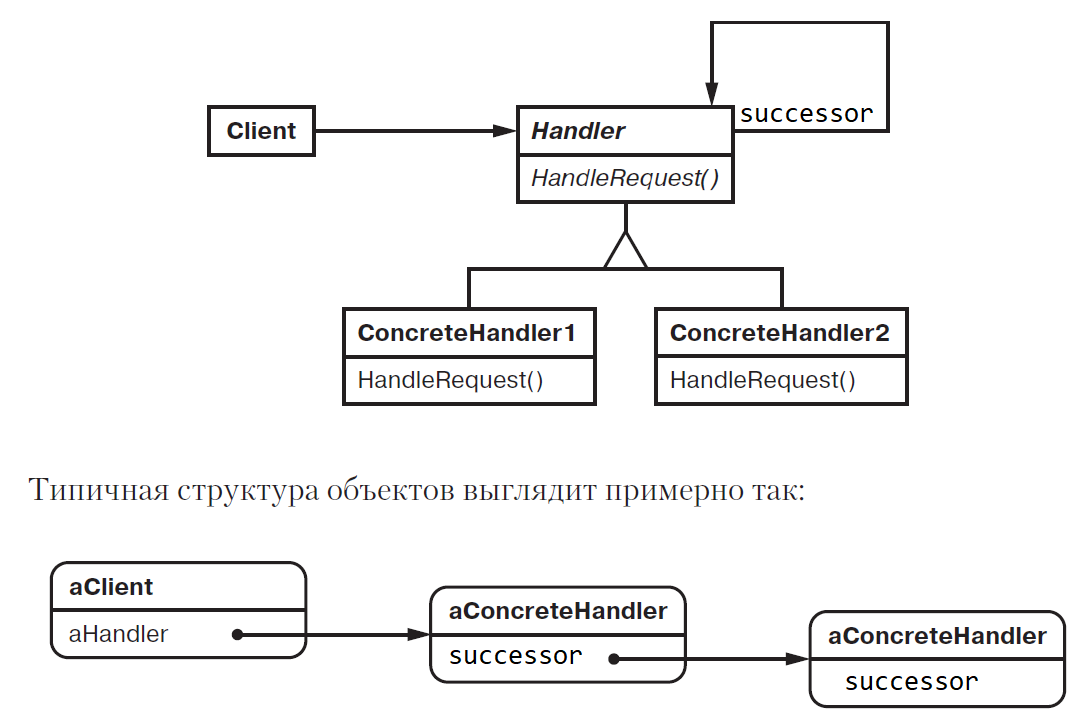 successor
Client
Handler
HandleRequest()
ConcreteHandler1
HandleRequest()
ConcreteHandler2
HandleRequest()
Типичная структура объектов выглядит примерно так:
aClient
aHandler
aConcreteHandler
successor
aConcreteHandler
successor